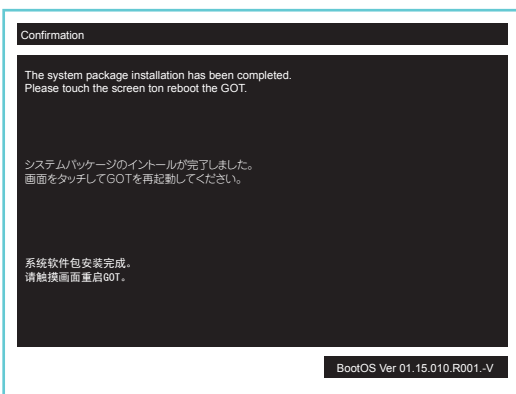 Confirmation
The system package installation has been completed.
Please touch the screen ton reboot the GOT.
システムパッケージのイントールが完了しました。
画面をタッチしてGOTを再起動してください。
系统软件包安装完成。
请触摸画面重启GOT。
BootOS Ver 01.15.010.R001.-V